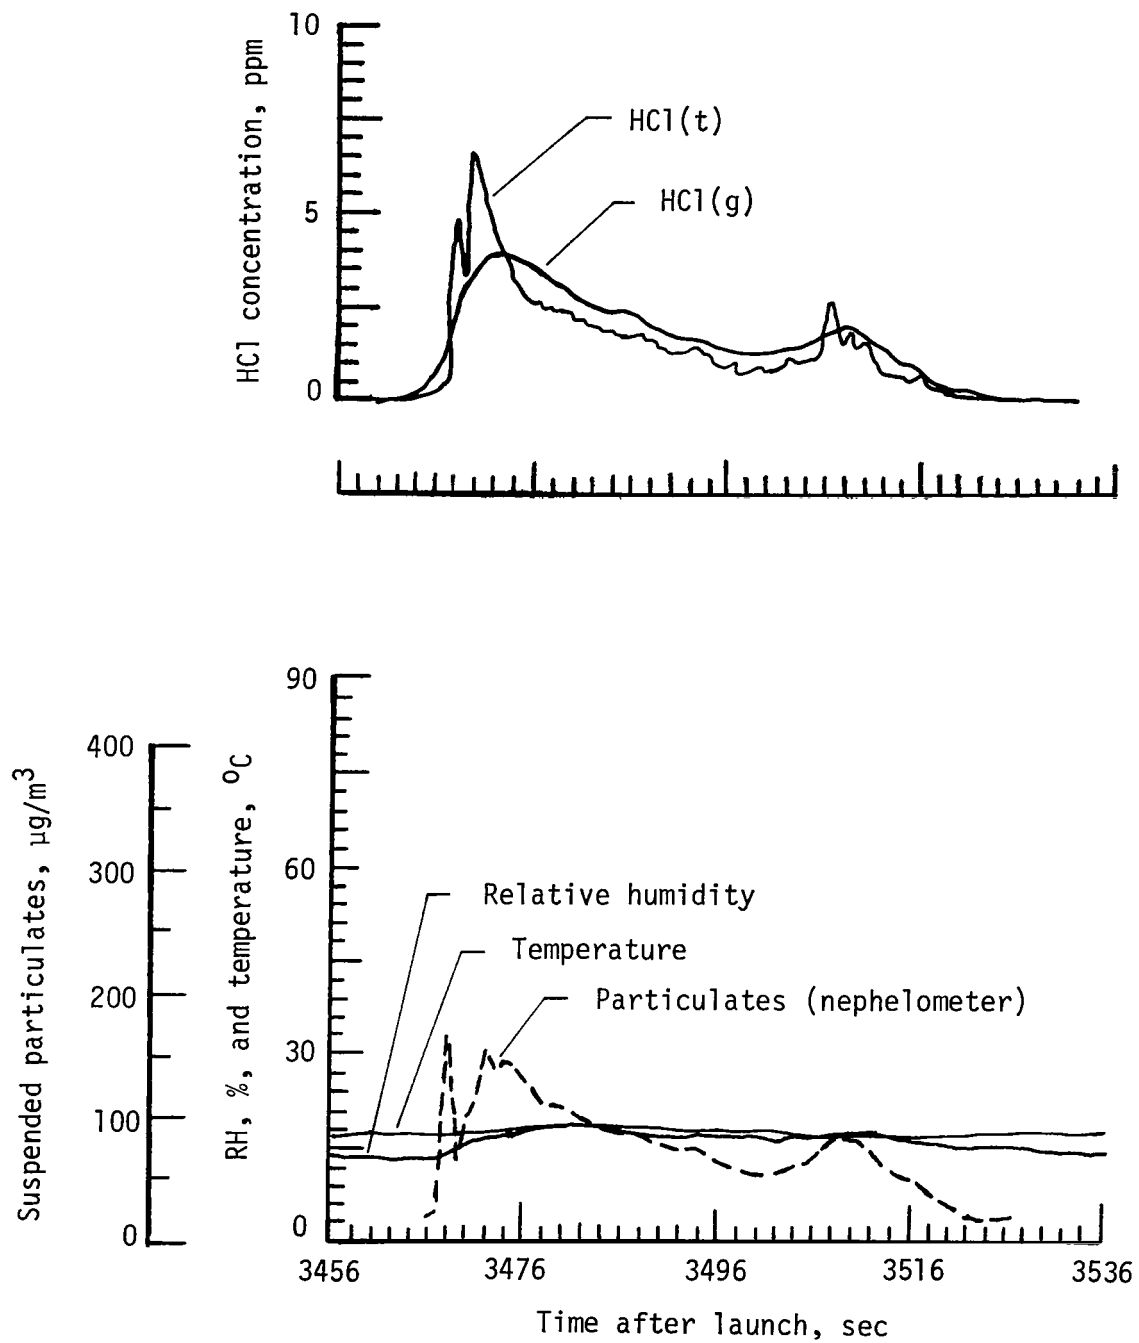 10
HCl concentration, ppm
HCl(t)
HCl(g)
5
0
90
400
Suspended particulates, μg/m³
RH, %, and temperature, °C
300
60
Relative humidity
Temperature
200
Particulates (nephelometer)
30
100
0
0
3456
3476
3496
3516
3536
Time after launch, sec